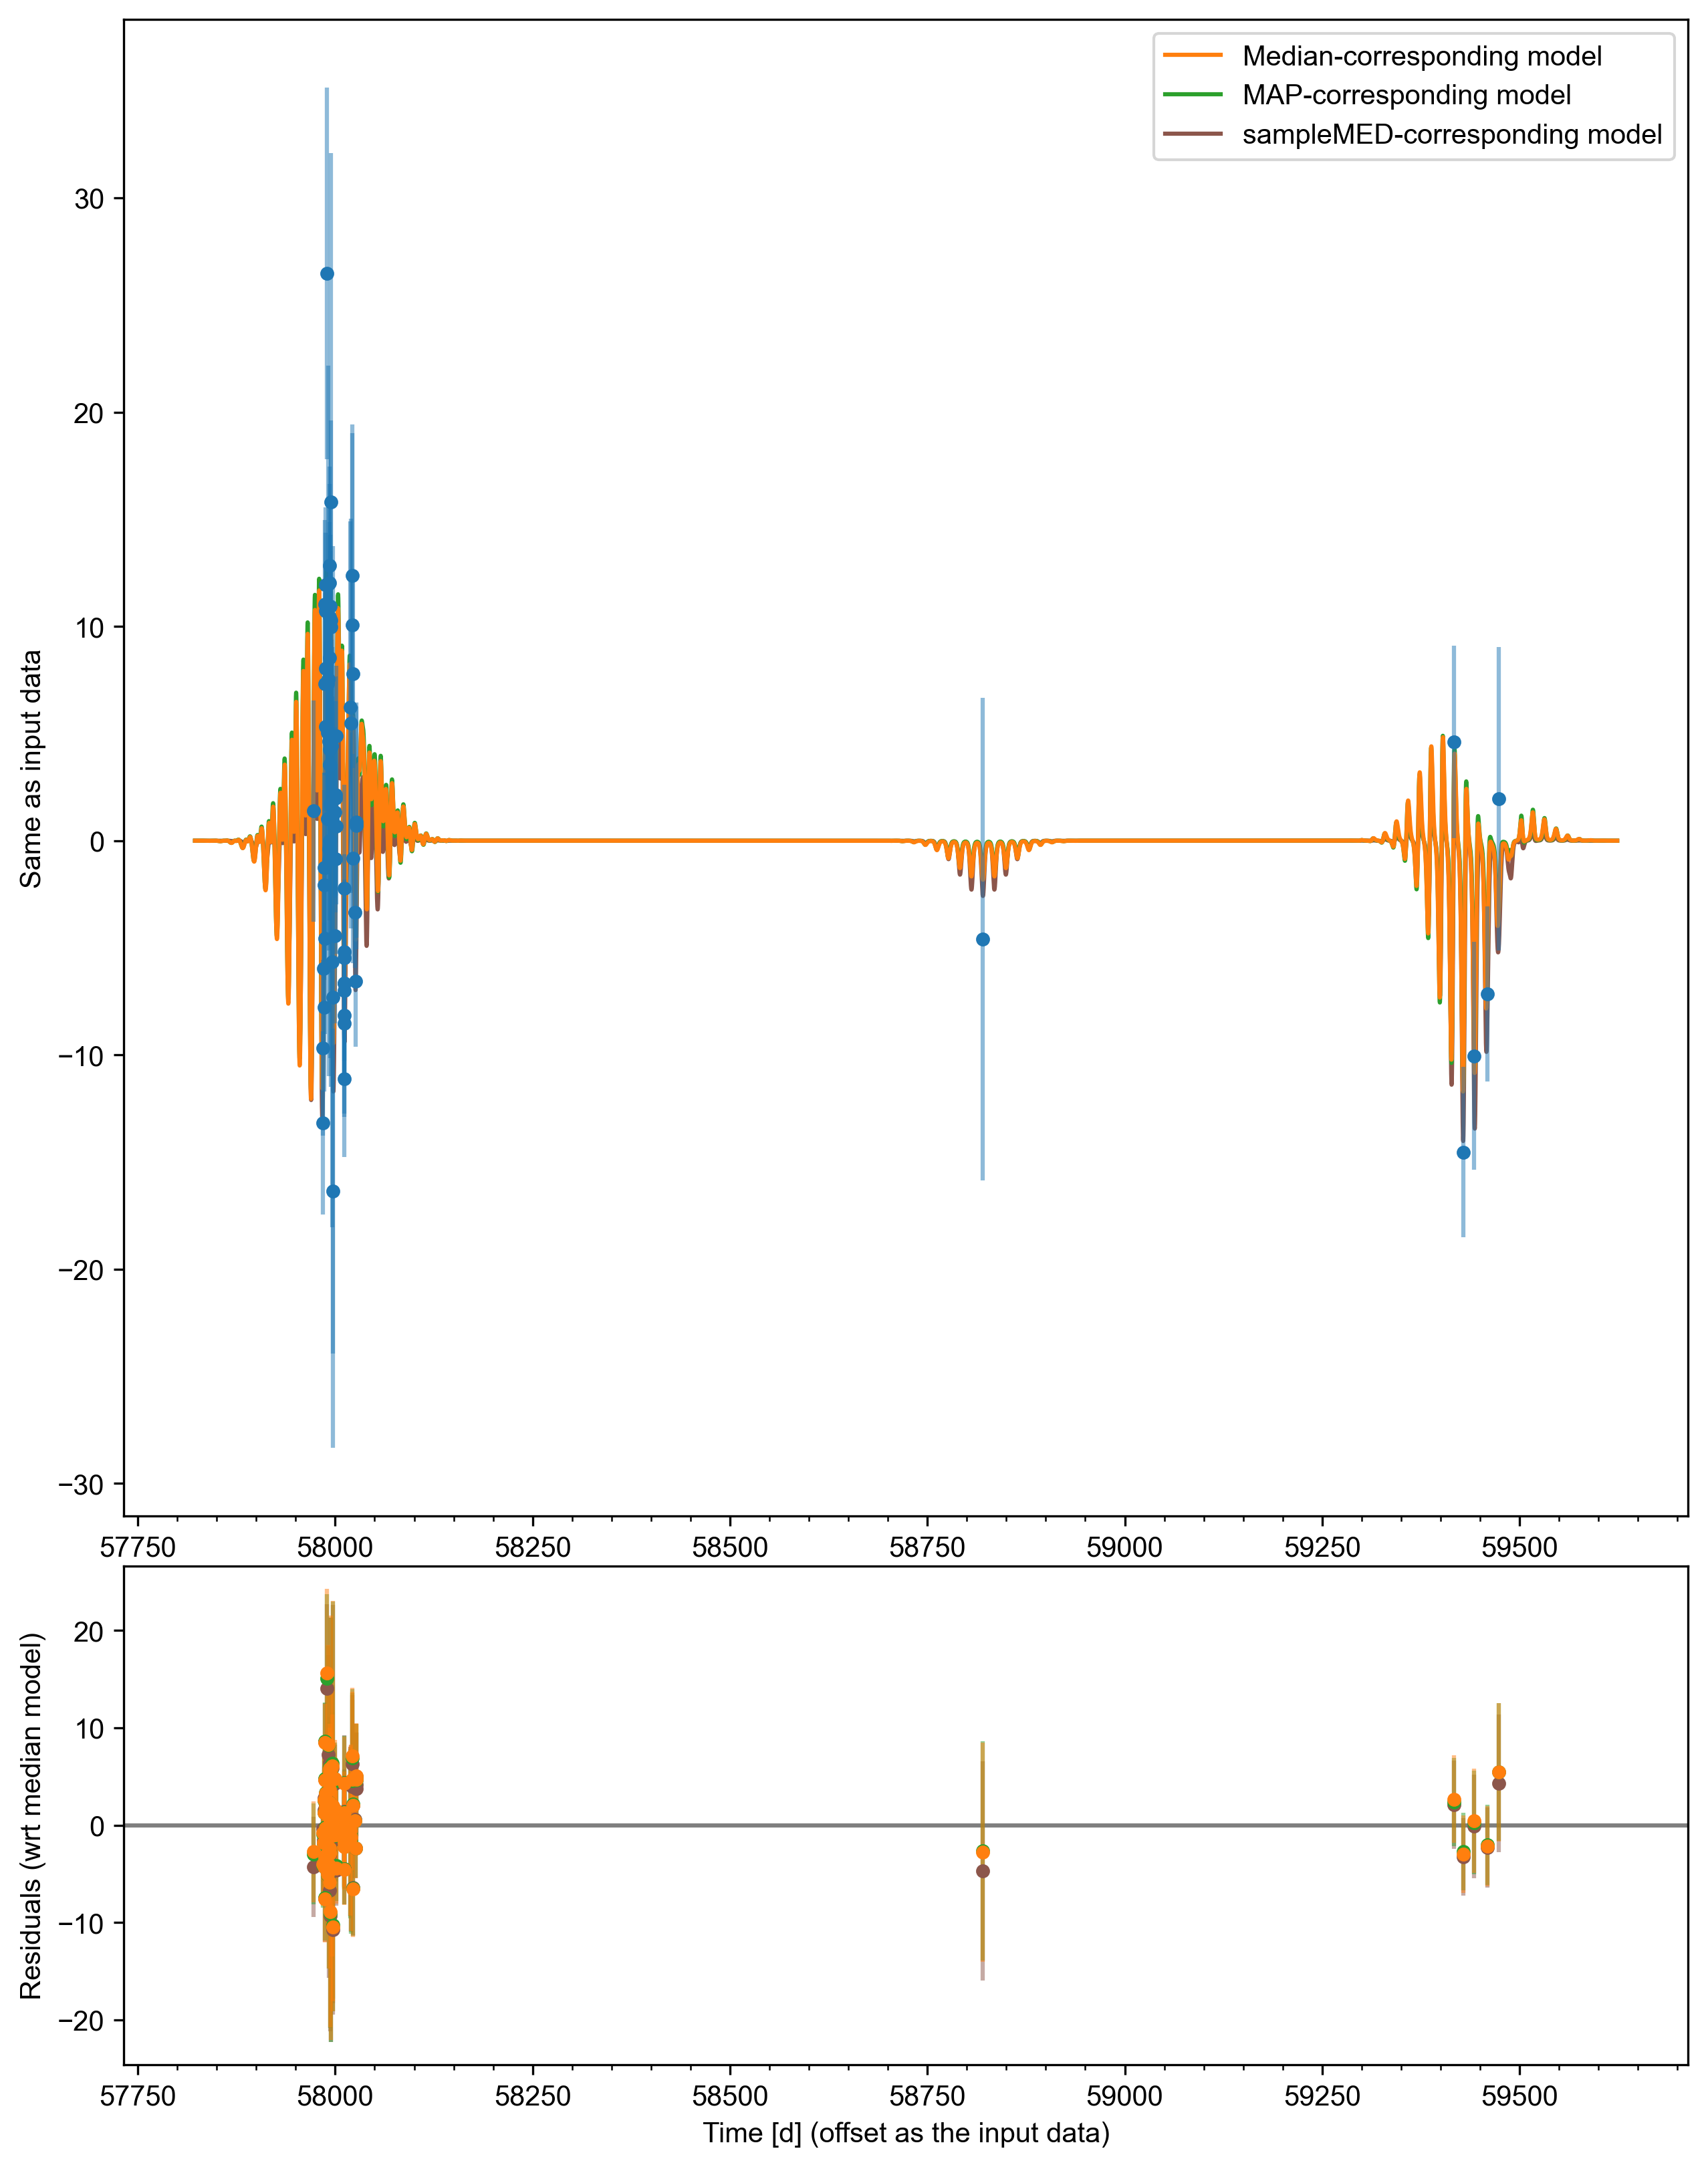 Median-corresponding model
MAP-corresponding model
sampleMED-corresponding model
Same as input data
30
20
10
0
−10
−20
−30
57750 58000 58250 58500 58750 59000 59250 59500
Residuals (wrt median model)
20
10
0
−10
−20
57750 58000 58250 58500 58750 59000 59250 59500
Time [d] (offset as the input data)